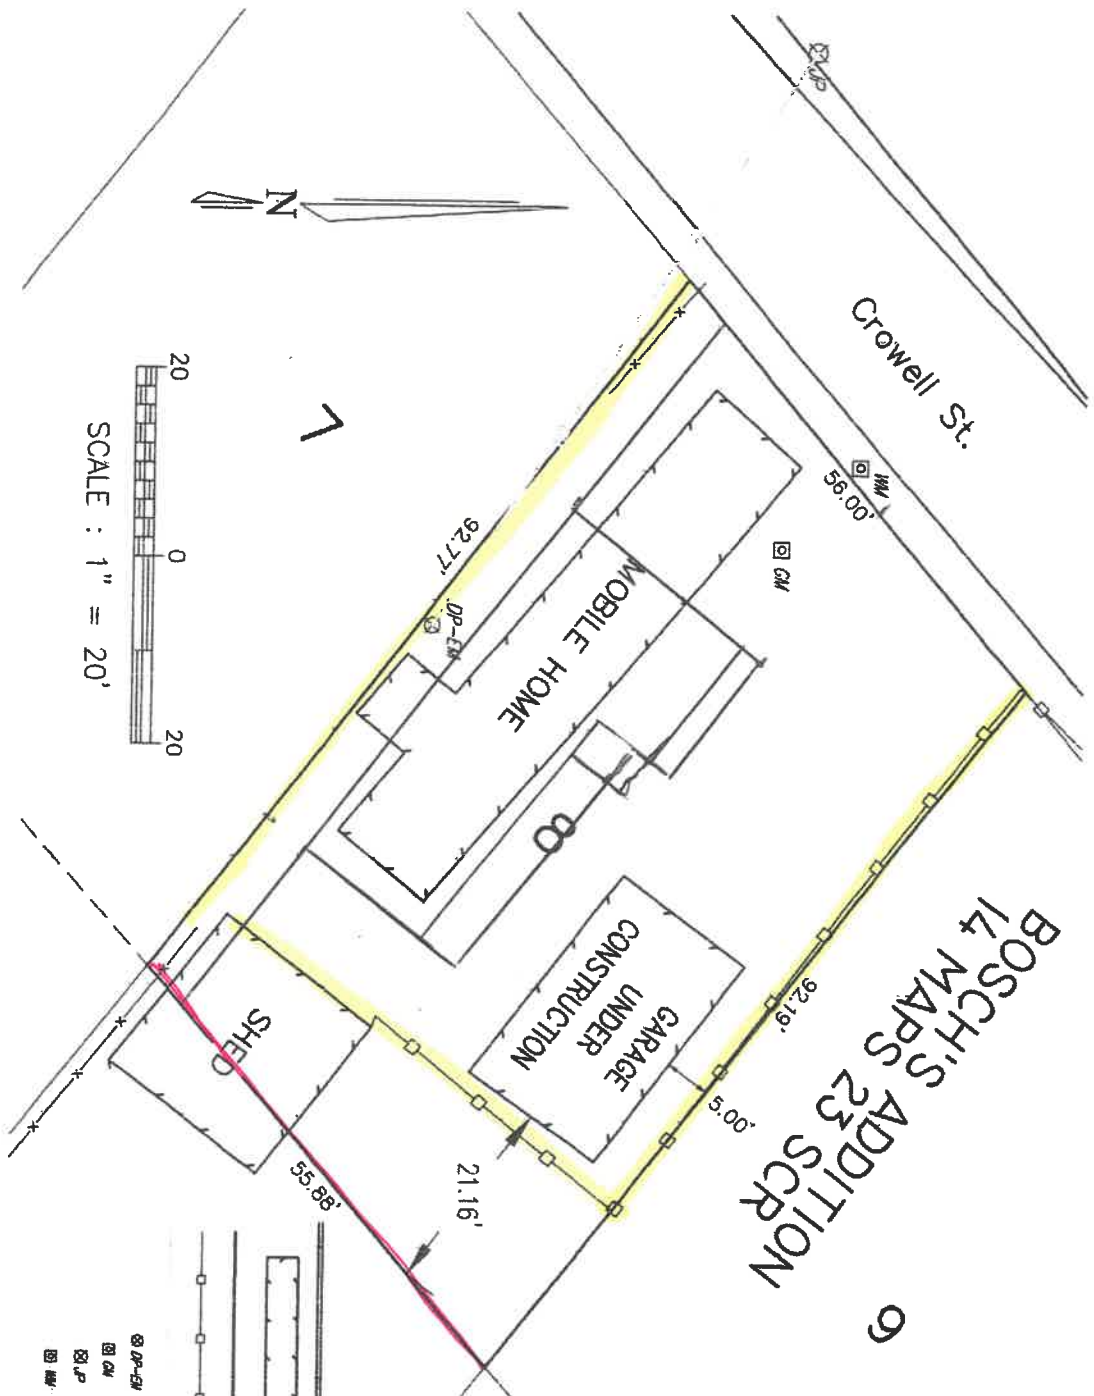 JP
Crowell St.
N
WM
56.00'
GM
7
92.77'
DP-EM
MOBILE HOME
20 0 20
SCALE : 1" = 20'
8
BOSCH'S ADDITION
14 MAPS 23 SCR
GARAGE
UNDER
CONSTRUCTION
92.19'
5.00'
SHED
21.16'
55.88'
9
DP-EM
GM
JP
WM